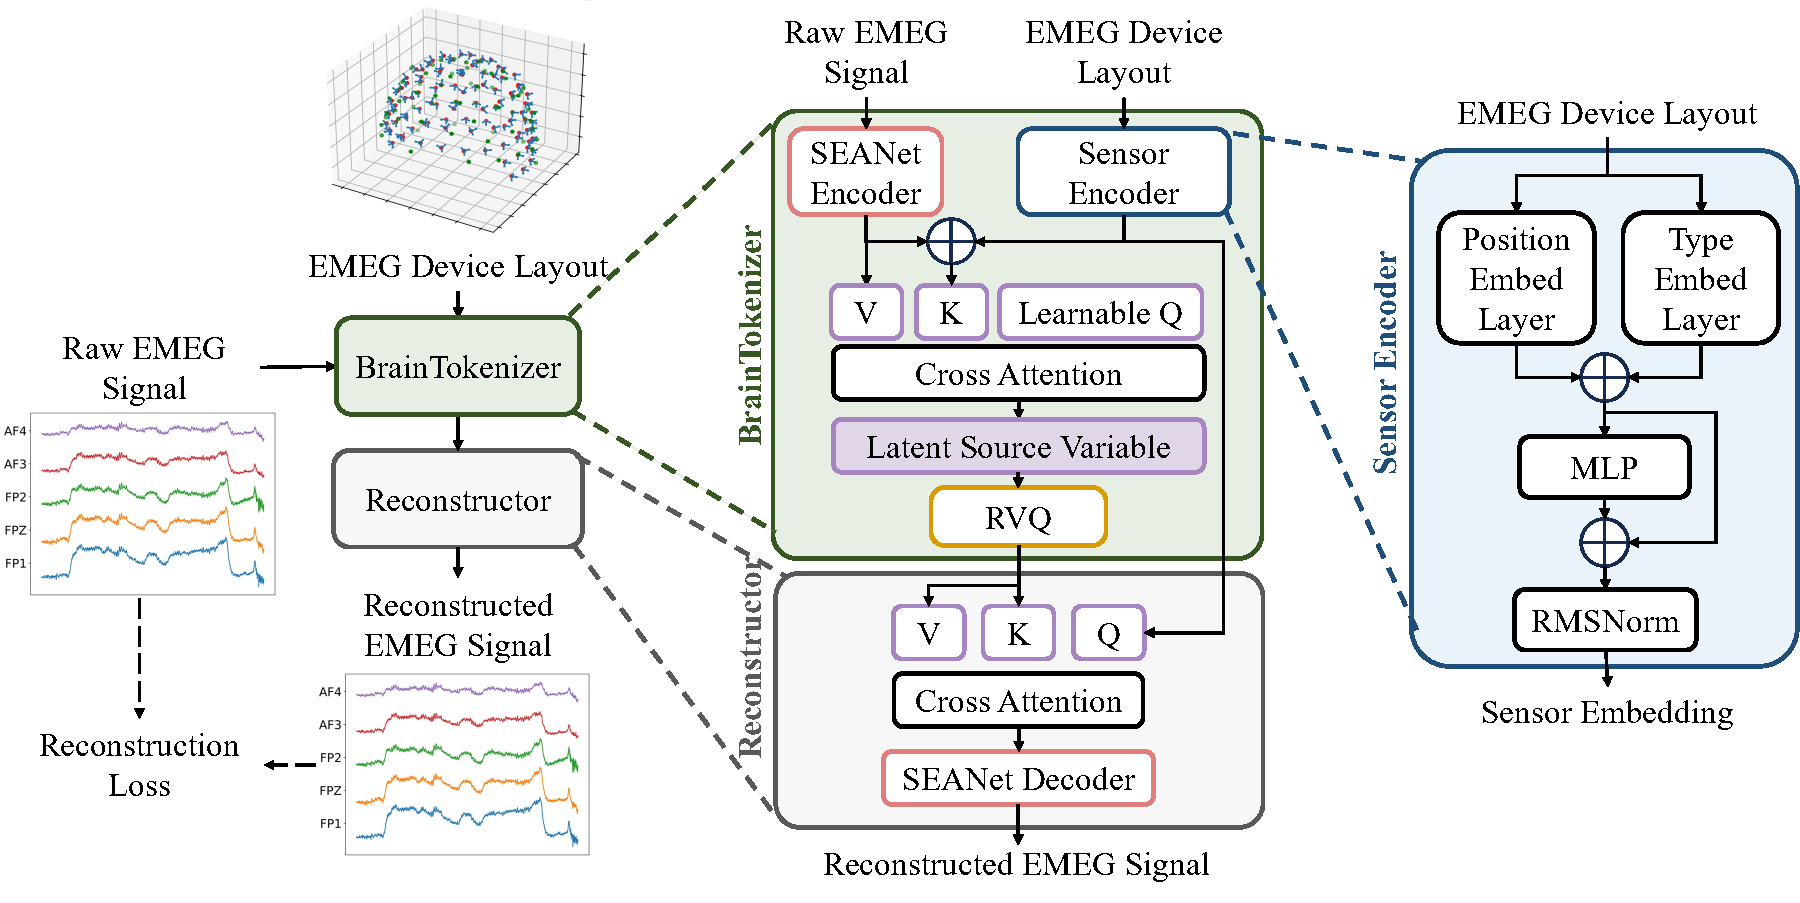 EMEG Device Layout
Raw EMEG
Signal
BrainTokenizer
AF4
AF3
FP2
FPZ
FP1
Reconstructor
Reconstructed
EMEG Signal
AF4
AF3
FP2
FPZ
FP1
Reconstruction
Loss
Raw EMEG
Signal
EMEG Device
Layout
BrainTokenizer
SEANet
Encoder
Sensor
Encoder
V
K
Learnable Q
Cross Attention
Latent Source Variable
RVQ
Reconstructor
V
K
Q
Cross Attention
SEANet Decoder
Reconstructed EMEG Signal
EMEG Device Layout
Sensor Encoder
Position
Embed
Layer
Type
Embed
Layer
MLP
RMSNorm
Sensor Embedding